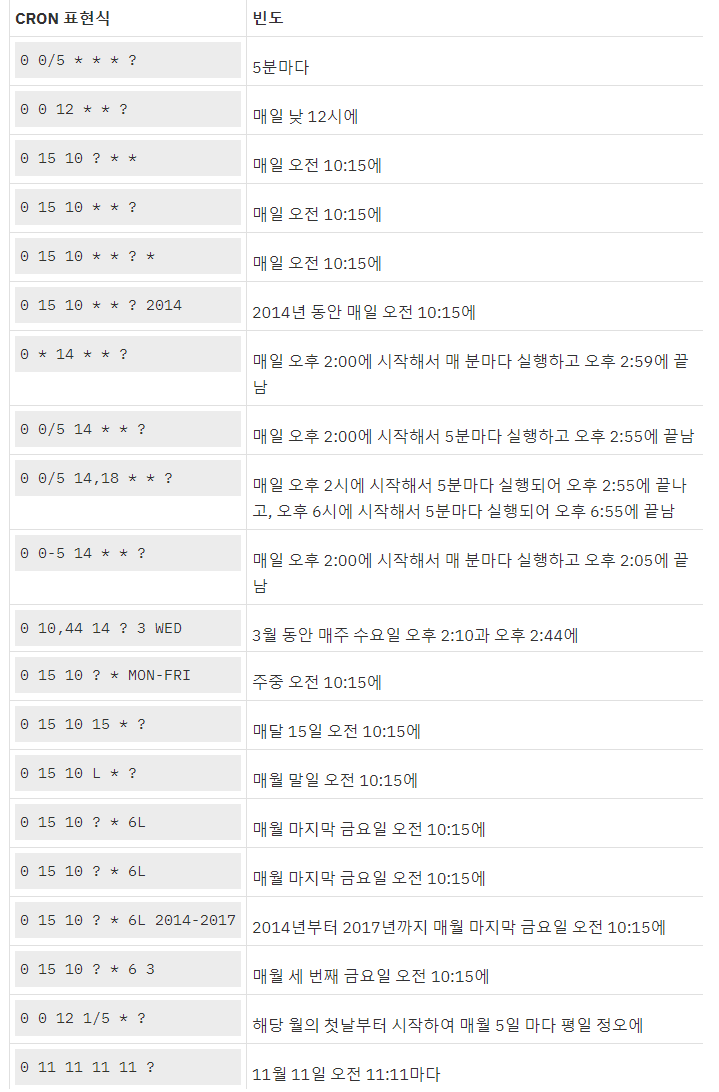 CRON 표현식 빈도
0 0/5 * * * ? 5분마다
0 0 12 * * ? 매일 낮 12시에
0 15 10 ? * * 매일 오전 10:15에
0 15 10 * * ? 매일 오전 10:15에
0 15 10 * * ? * 매일 오전 10:15에
0 15 10 * * ? 2014 2014년 동안 매일 오전 10:15에
0 * 14 * * ? 매일 오후 2:00에 시작해서 매 분마다 실행하고 오후 2:59에 끝
남
0 0/5 14 * * ? 매일 오후 2:00에 시작해서 5분마다 실행하고 오후 2:55에 끝남
0 0/5 14,18 * * ? 매일 오후 2시에 시작해서 5분마다 실행되어 오후 2:55에 끝나
고, 오후 6시에 시작해서 5분마다 실행되어 오후 6:55에 끝남
0 0-5 14 * * ? 매일 오후 2:00에 시작해서 매 분마다 실행하고 오후 2:05에 끝
남
0 10,44 14 ? 3 WED 3월 동안 매주 수요일 오후 2:10과 오후 2:44에
0 15 10 ? * MON-FRI 주중 오전 10:15에
0 15 10 15 * ? 매달 15일 오전 10:15에
0 15 10 L * ? 매월 말일 오전 10:15에
0 15 10 ? * 6L 매월 마지막 금요일 오전 10:15에
0 15 10 ? * 6L 매월 마지막 금요일 오전 10:15에
0 15 10 ? * 6L 2014-2017 2014년부터 2017년까지 매월 마지막 금요일 오전 10:15에
0 15 10 ? * 6 3 매월 세 번째 금요일 오전 10:15에
0 0 12 1/5 * ? 해당 월의 첫날부터 시작하여 매월 5일 마다 평일 정오에
0 11 11 11 11 ? 11월 11일 오전 11:11마다